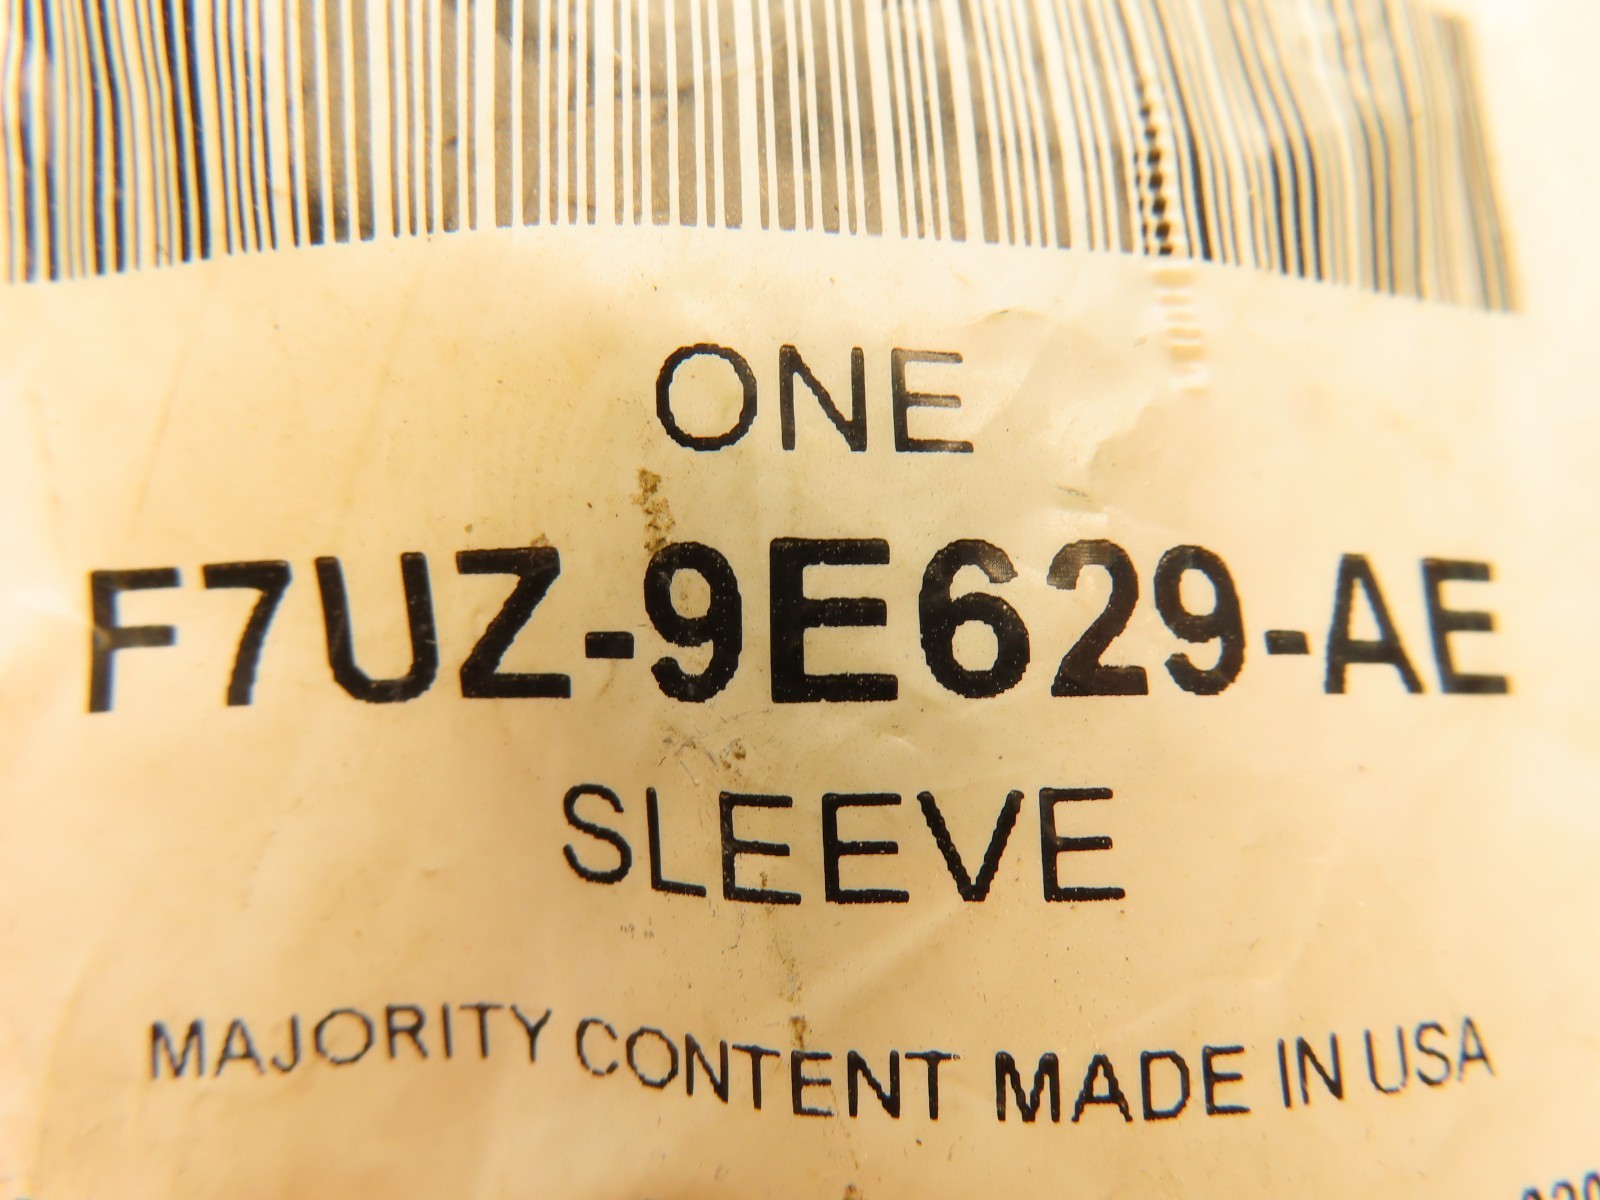 ONE
F7UZ-9E629-AE
SLEEVE
MAJORITY CONTENT MADE IN USA